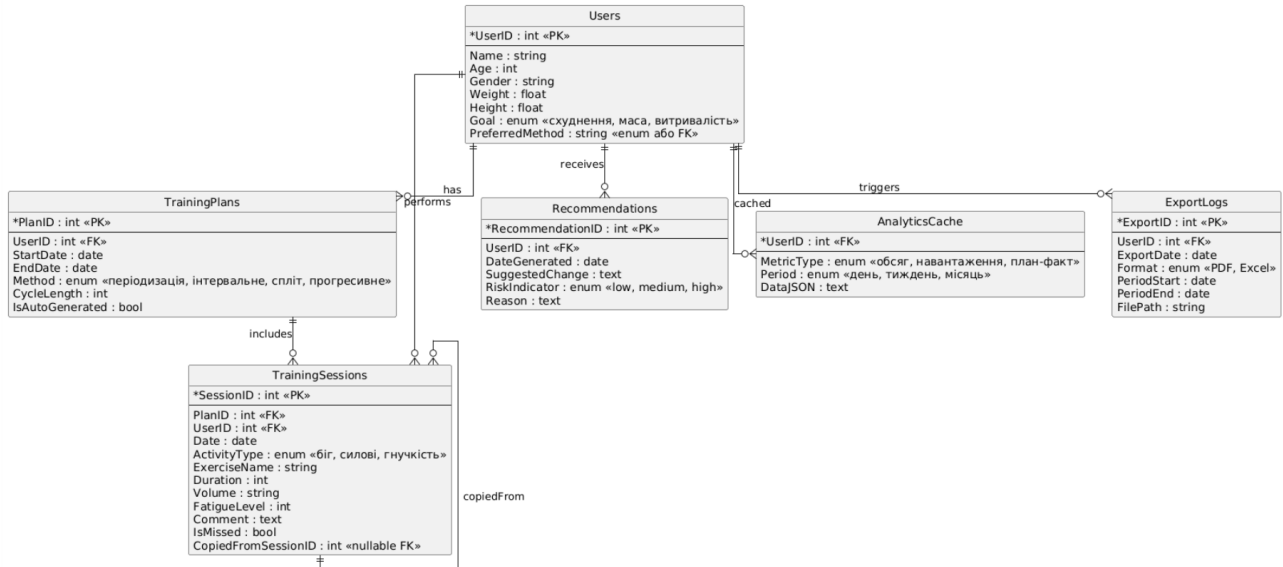 Users
*UserID : int «PK»
Name : string
Age : int
Gender : string
Weight : float
Height : float
Goal : enum «схуднення, маса, витривалість»
PreferredMethod : string «enum або FK»
has
performs
receives
cached
triggers
TrainingPlans
*PlanID : int «PK»
UserID : int «FK»
StartDate : date
EndDate : date
Method : enum «періодизація, інтервальне, спліт, прогресивне»
CycleLength : int
IsAutoGenerated : bool
Recommendations
*RecommendationID : int «PK»
UserID : int «FK»
DateGenerated : date
SuggestedChange : text
RiskIndicator : enum «low, medium, high»
Reason : text
AnalyticsCache
*UserID : int «FK»
MetricType : enum «обсяг, навантаження, план-факт»
Period : enum «день, тиждень, місяць»
DataJSON : text
ExportLogs
*ExportID : int «PK»
UserID : int «FK»
ExportDate : date
Format : enum «PDF, Excel»
PeriodStart : date
PeriodEnd : date
FilePath : string
includes
TrainingSessions
*SessionID : int «PK»
PlanID : int «FK»
UserID : int «FK»
Date : date
ActivityType : enum «біг, силові, гнучкість»
ExerciseName : string
Duration : int
Volume : string
FatigueLevel : int
Comment : text
IsMissed : bool
CopiedFromSessionID : int «nullable FK»
copiedFrom